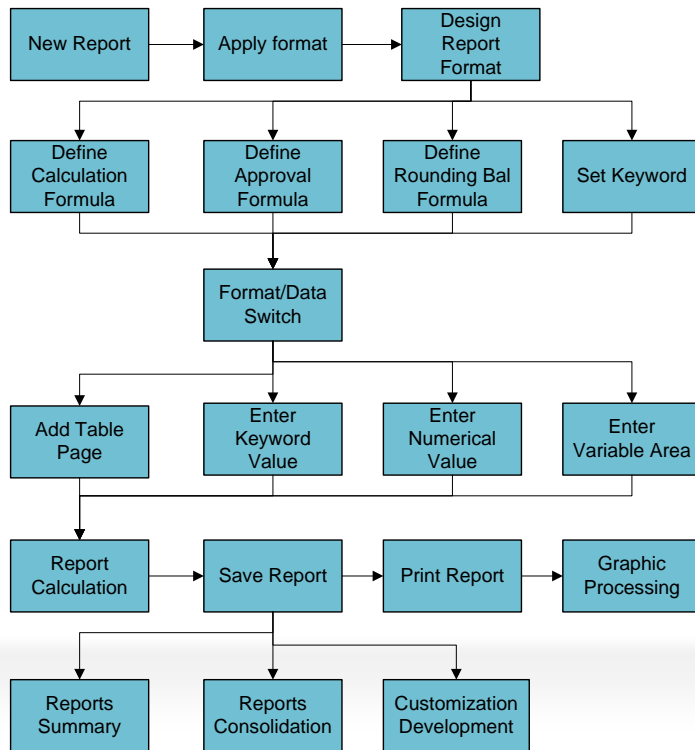 New Report
Apply format
Design
Report
Format
Define
Calculation
Formula
Define
Approval
Formula
Define
Rounding Bal
Formula
Set Keyword
Format/Data
Switch
Add Table
Page
Enter
Keyword
Value
Enter
Numerical
Value
Enter
Variable Area
Report
Calculation
Save Report
Print Report
Graphic
Processing
Reports
Summary
Reports
Consolidation
Customization
Development